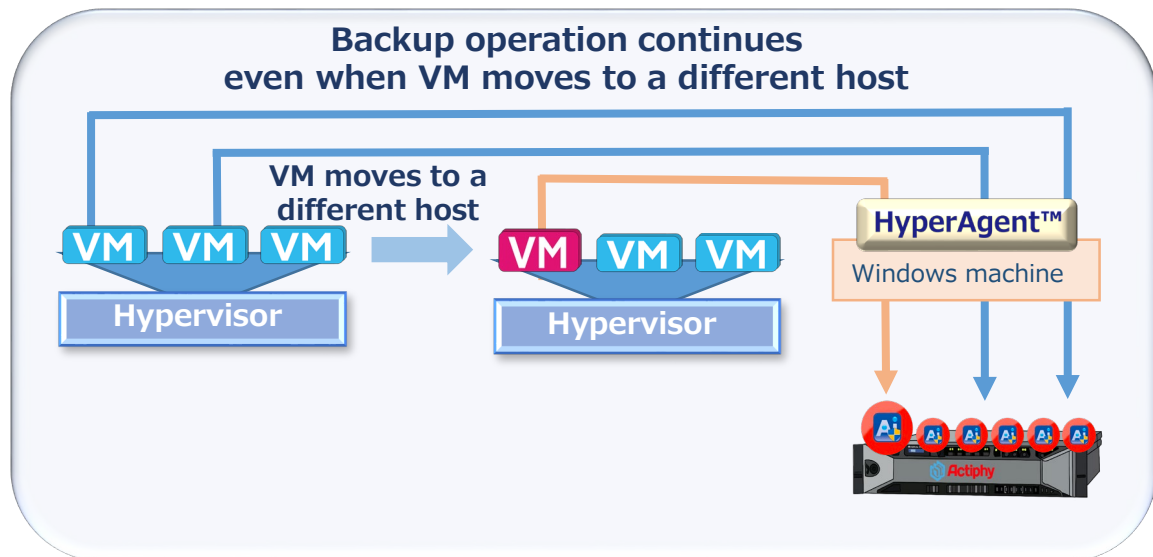 Backup operation continues
even when VM moves to a different host
VM moves to a
different host
VM VM VM
Hypervisor
VM VM VM
Hypervisor
HyperAgent™
Windows machine
Ai Ai Ai Ai Ai Ai
Actiphy